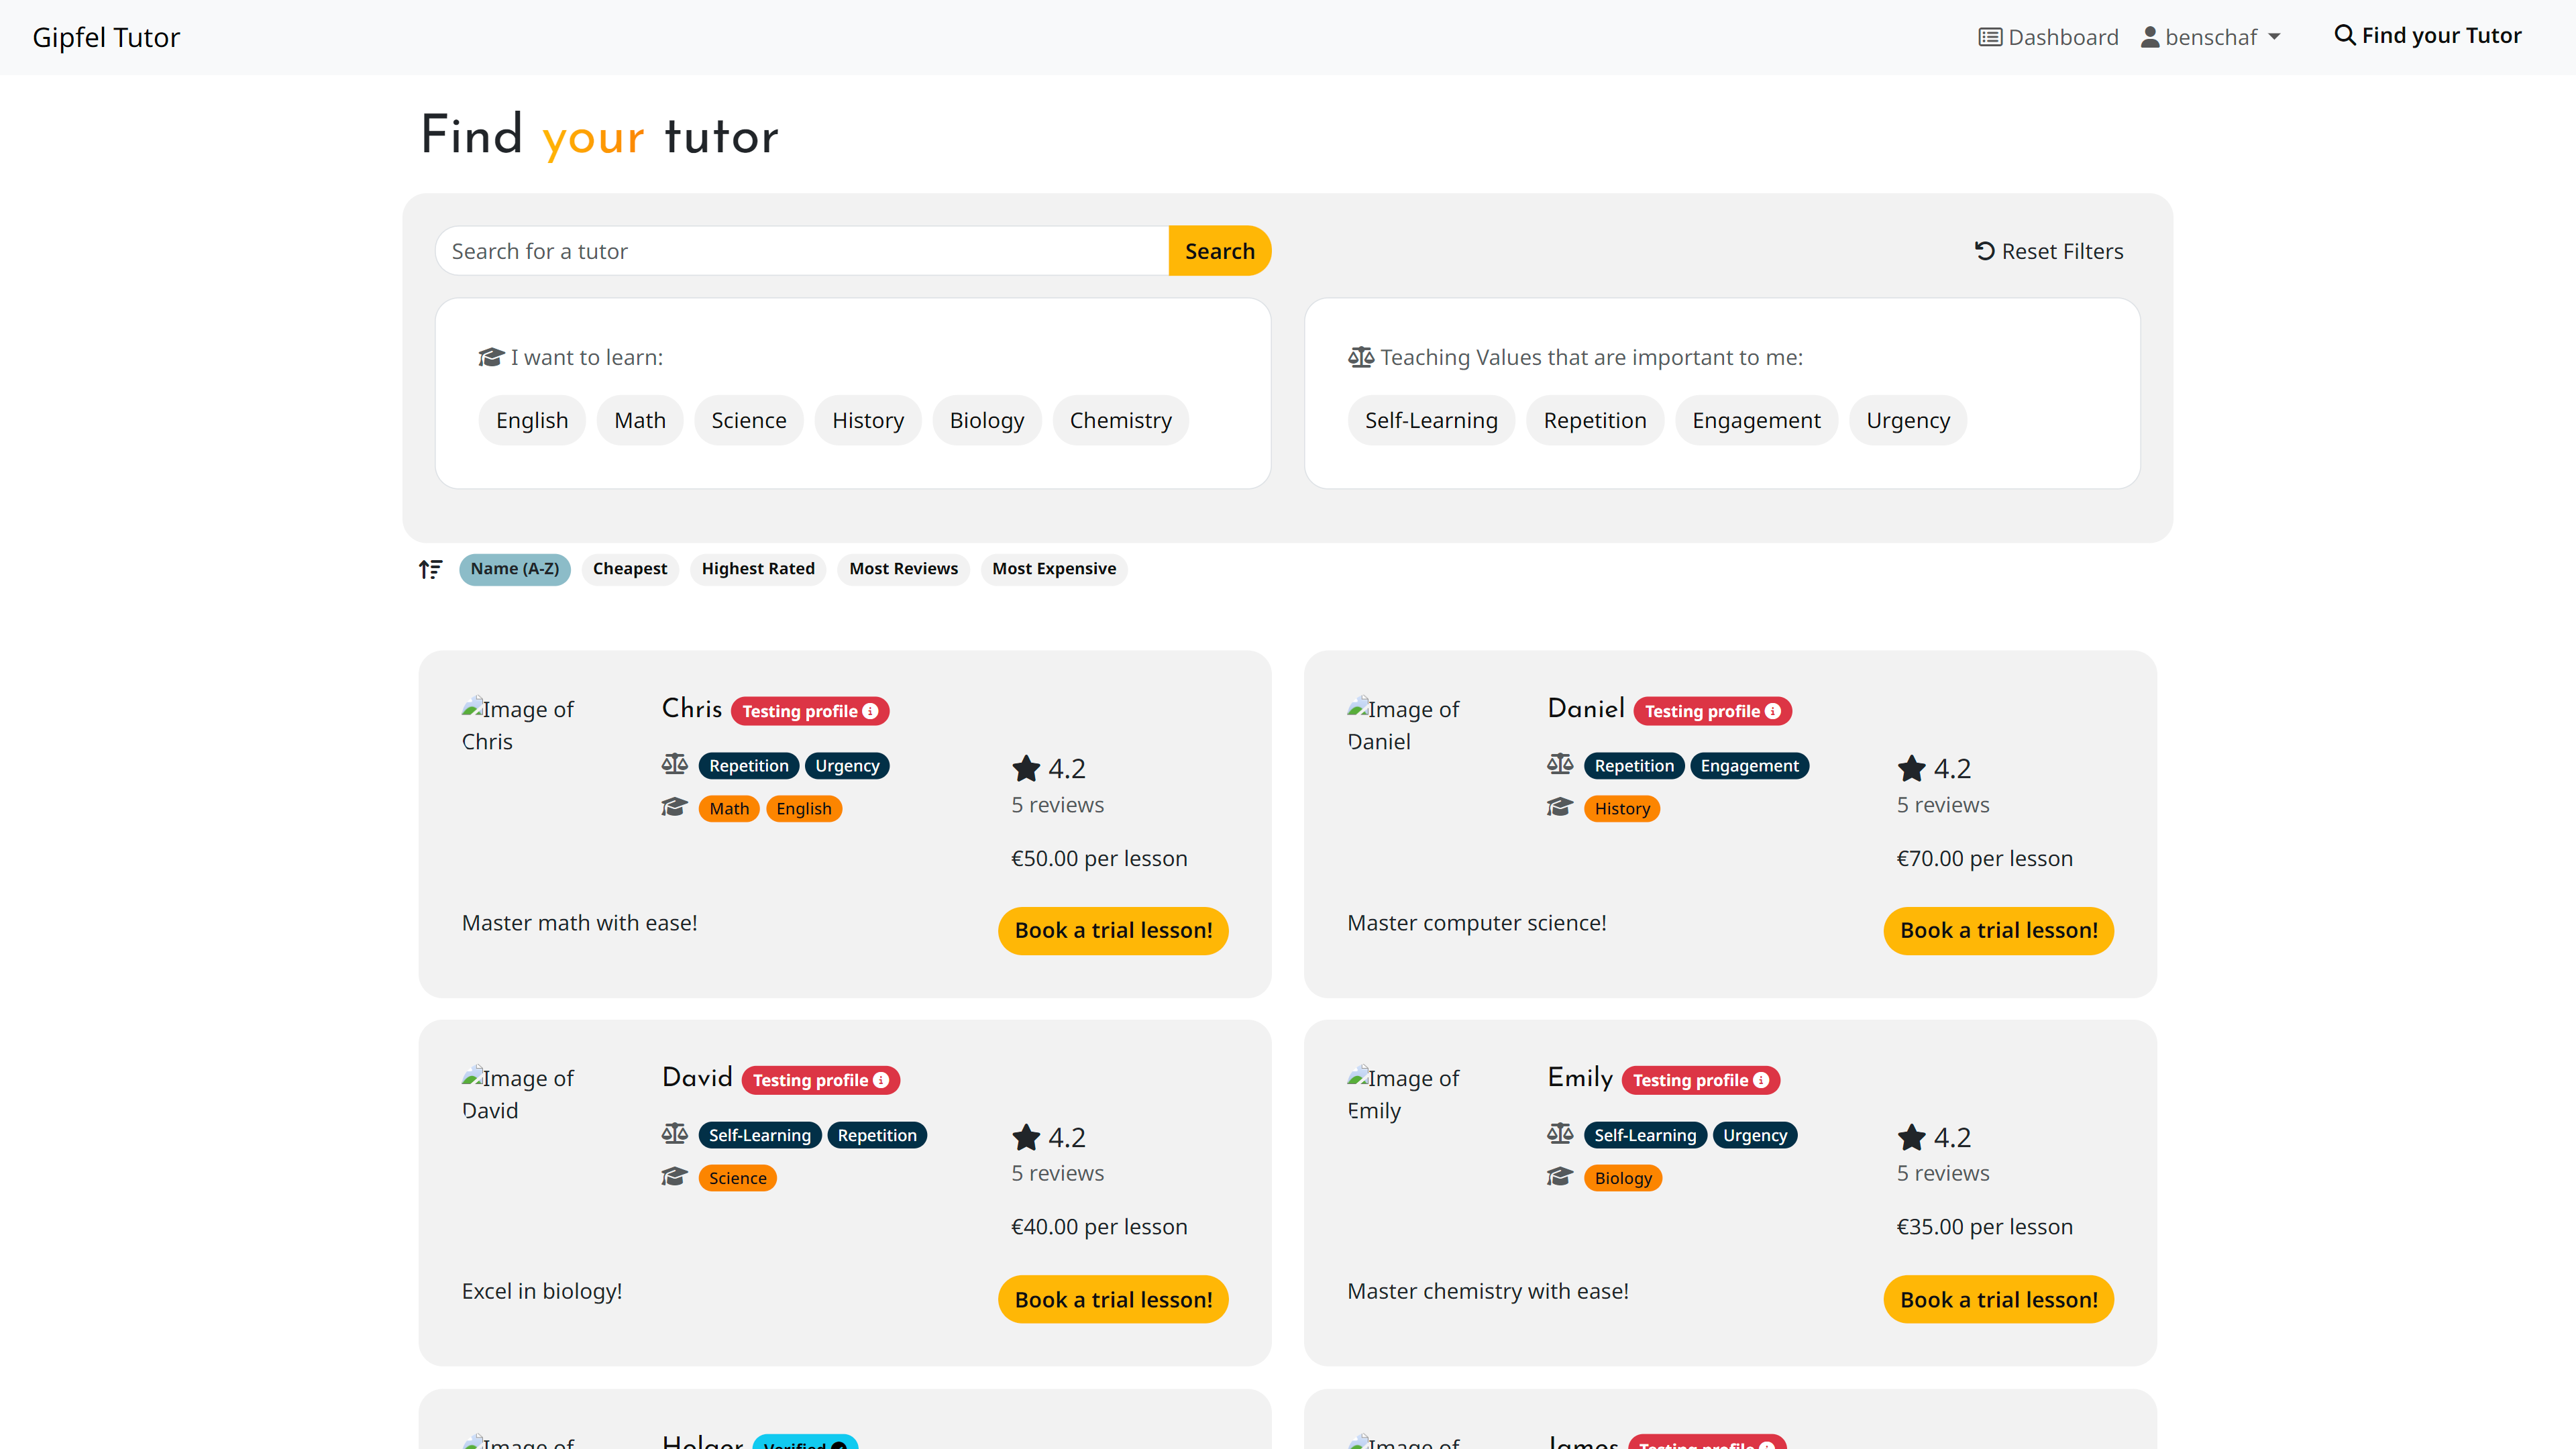 Gipfel Tutor
Dashboard
benschaf
Find your Tutor
Find your tutor
Search for a tutor
Search
Reset Filters
I want to learn:
English Math Science History Biology Chemistry
Teaching Values that are important to me:
Self-Learning Repetition Engagement Urgency
Name (A-Z) Cheapest Highest Rated Most Reviews Most Expensive
Image of
Chris
Chris Testing profile
Repetition Urgency
Math English
4.2
5 reviews
€50.00 per lesson
Master math with ease!
Book a trial lesson!
Image of
Daniel
Daniel Testing profile
Repetition Engagement
History
4.2
5 reviews
€70.00 per lesson
Master computer science!
Book a trial lesson!
Image of
David
David Testing profile
Self-Learning Repetition
Science
4.2
5 reviews
€40.00 per lesson
Excel in biology!
Book a trial lesson!
Image of
Emily
Emily Testing profile
Self-Learning Urgency
Biology
4.2
5 reviews
€35.00 per lesson
Master chemistry with ease!
Book a trial lesson!
Image of
Holger Verified
Image of
James Testing profile